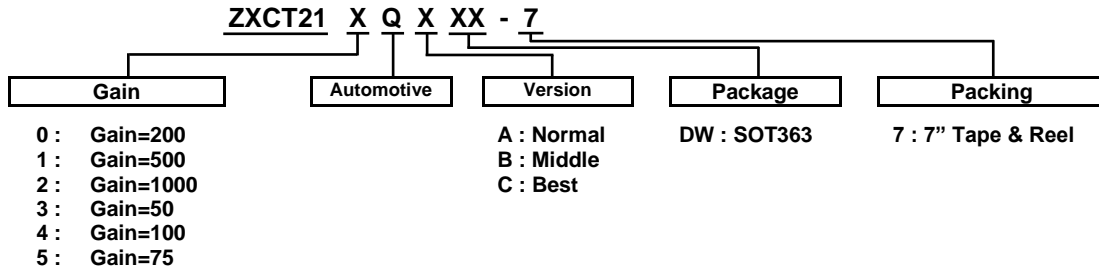 ZXCT21 X Q X XX - 7
Gain
Automotive
Version
Package
Packing
0 : Gain=200
1 : Gain=500
2 : Gain=1000
3 : Gain=50
4 : Gain=100
5 : Gain=75
A : Normal
B : Middle
C : Best
DW : SOT363
7 : 7” Tape & Reel